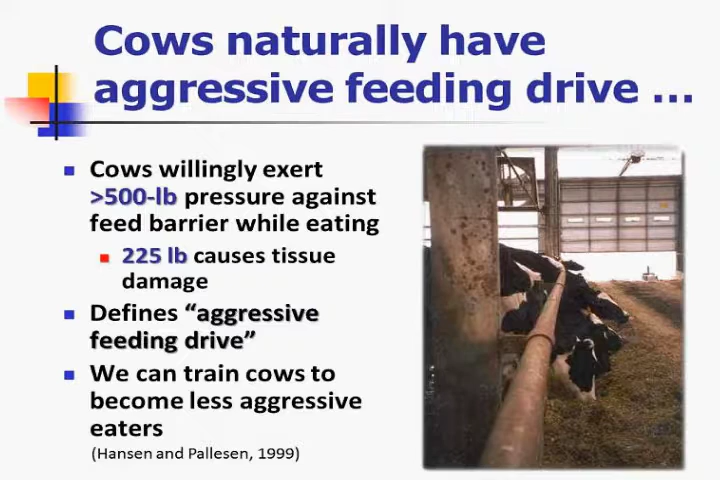 Cows naturally have
aggressive feeding drive …
Cows willingly exert
>500-lb pressure against
feed barrier while eating
225 lb causes tissue
damage
Defines “aggressive
feeding drive”
We can train cows to
become less aggressive
eaters
(Hansen and Pallesen, 1999)